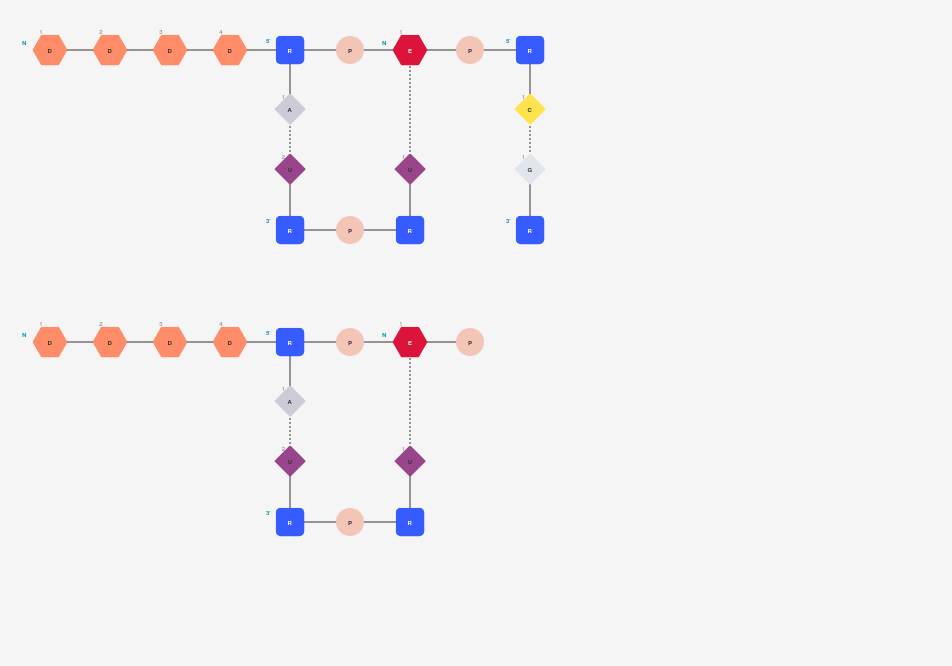 1 2 3 4 1
N D D D D 5' R P N E P 5' R
1 A 1 C
2 U 1 U 1 G
3' R P R 3' R
1 2 3 4 1
N D D D D 5' R P N E P
1 A
2 U 1 U
3' R P R